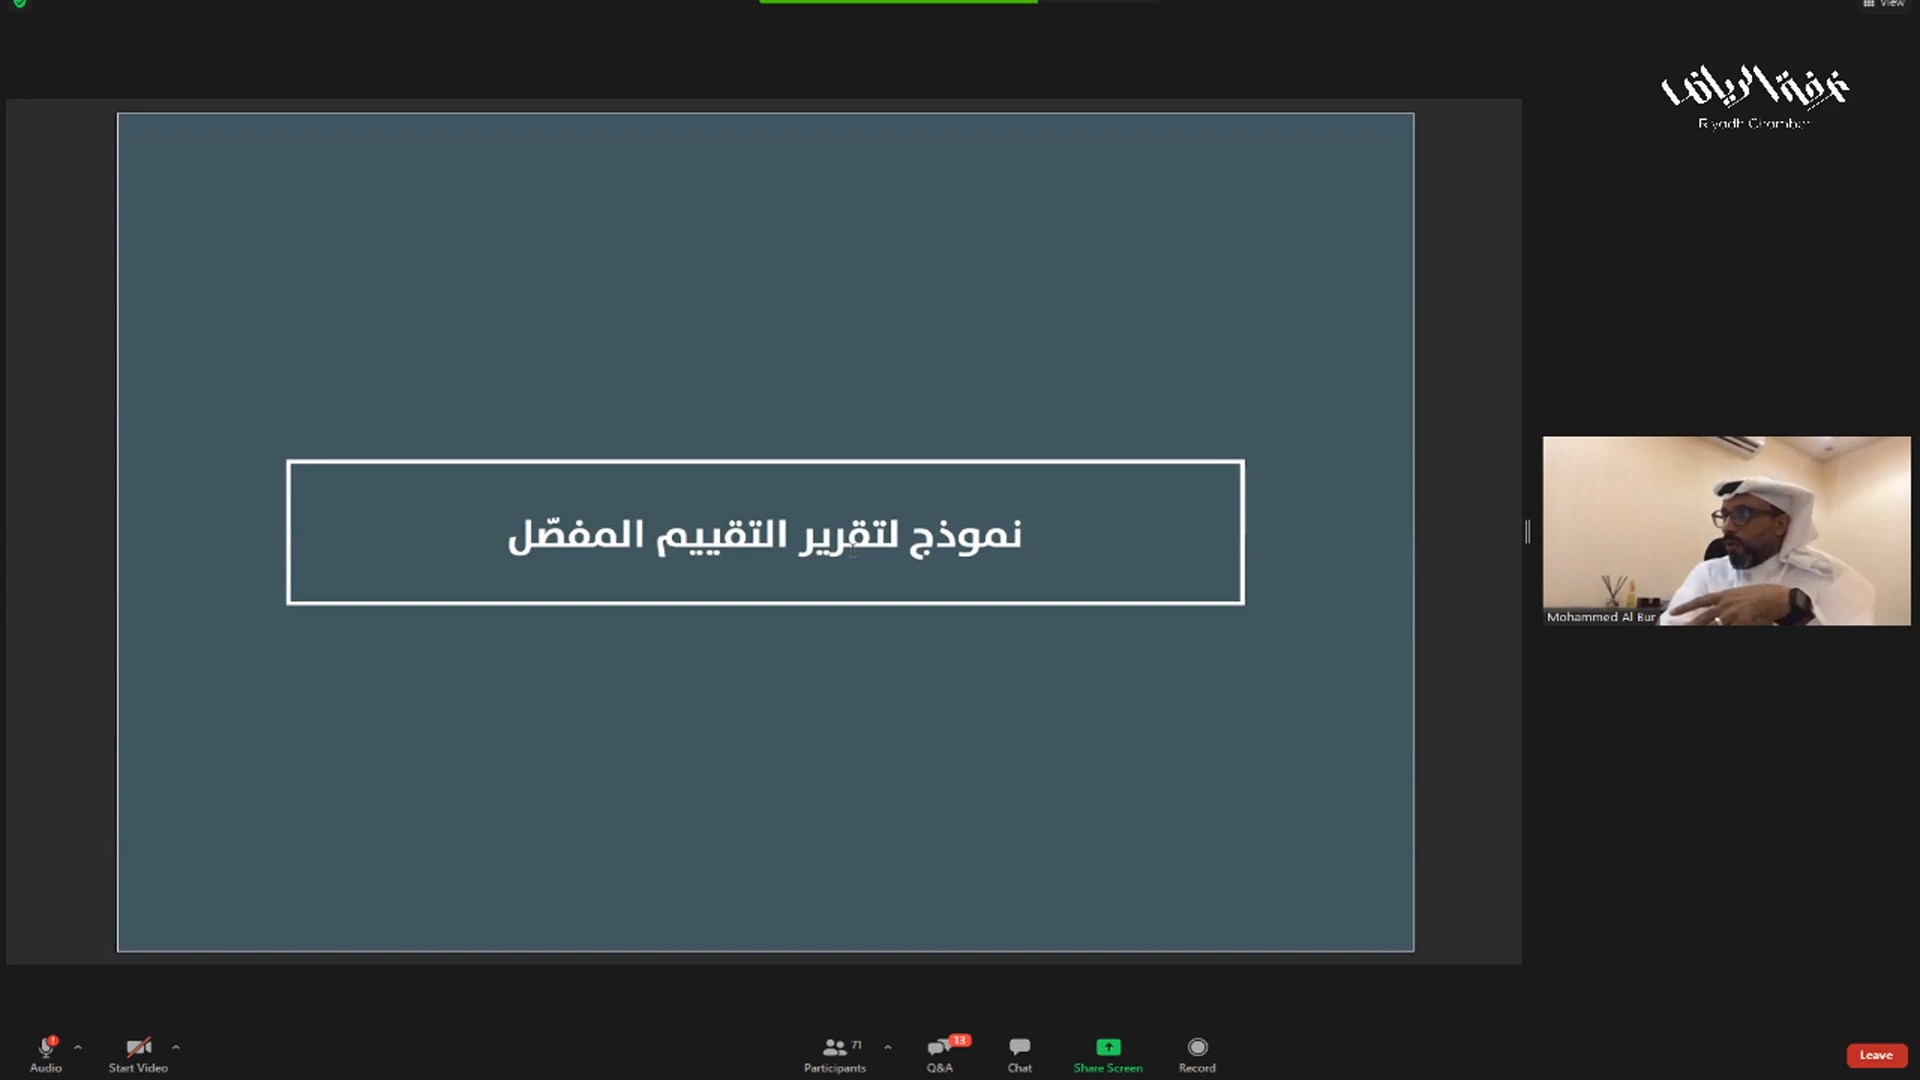 View
غرفة الرياض
Riyadh Chamber
نموذج لتقرير التقييم المفصّل
Mohammed Al Bur
Audio
Start Video
71
Participants
13
Q&A
Chat
Share Screen
Record
Leave